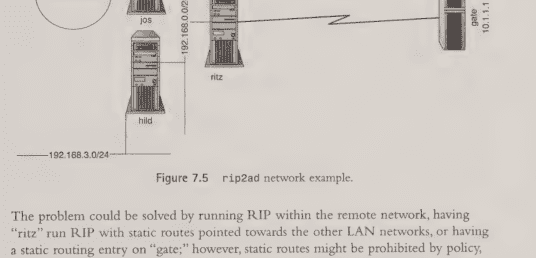 jos
192.168.0.0/2
ritz
gate
10.1.1.1
hild
192.168.3.0/24
Figure 7.5 rip2ad network example.
The problem could be solved by running RIP within the remote network, having
"ritz" run RIP with static routes pointed towards the other LAN networks, or having
a static routing entry on "gate;" however, static routes might be prohibited by policy,